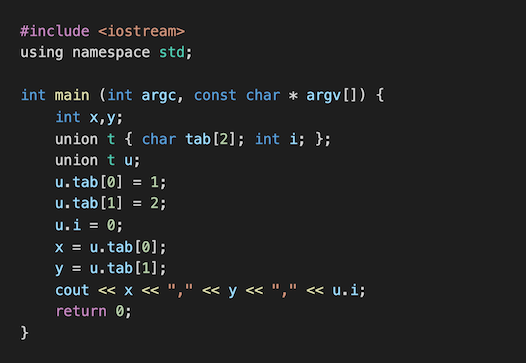 #include <iostream>
using namespace std;

int main (int argc, const char * argv[]) {
    int x,y;
    union t { char tab[2]; int i; };
    union t u;
    u.tab[0] = 1;
    u.tab[1] = 2;
    u.i = 0;
    x = u.tab[0];
    y = u.tab[1];
    cout << x << "," << y << "," << u.i;
    return 0;
}